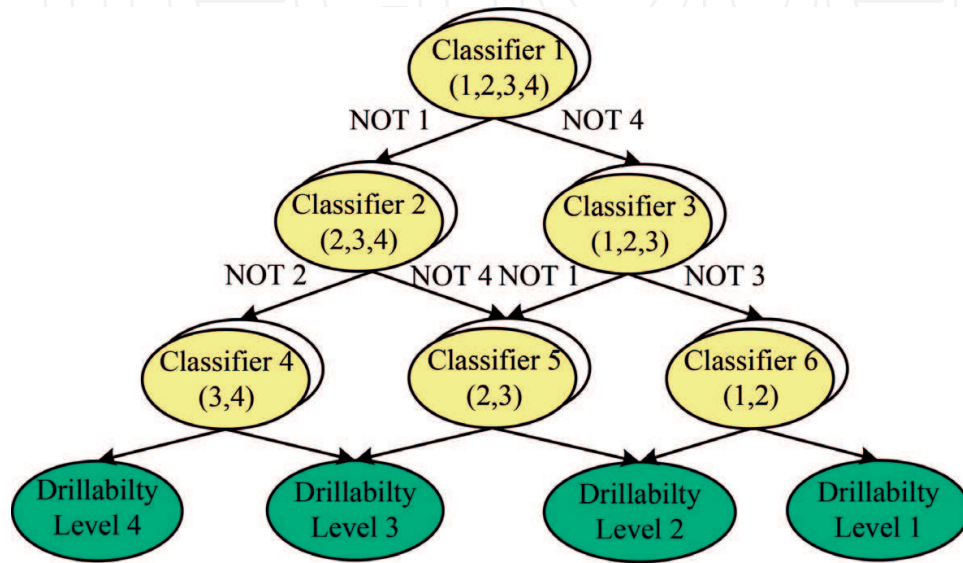 Classifier 1
(1,2,3,4)
NOT 1
NOT 4
Classifier 2
(2,3,4)
Classifier 3
(1,2,3)
NOT 2
NOT 4
NOT 1
NOT 3
Classifier 4
(3,4)
Classifier 5
(2,3)
Classifier 6
(1,2)
Drillabilty
Level 4
Drillabilty
Level 3
Drillabilty
Level 2
Drillabilty
Level 1